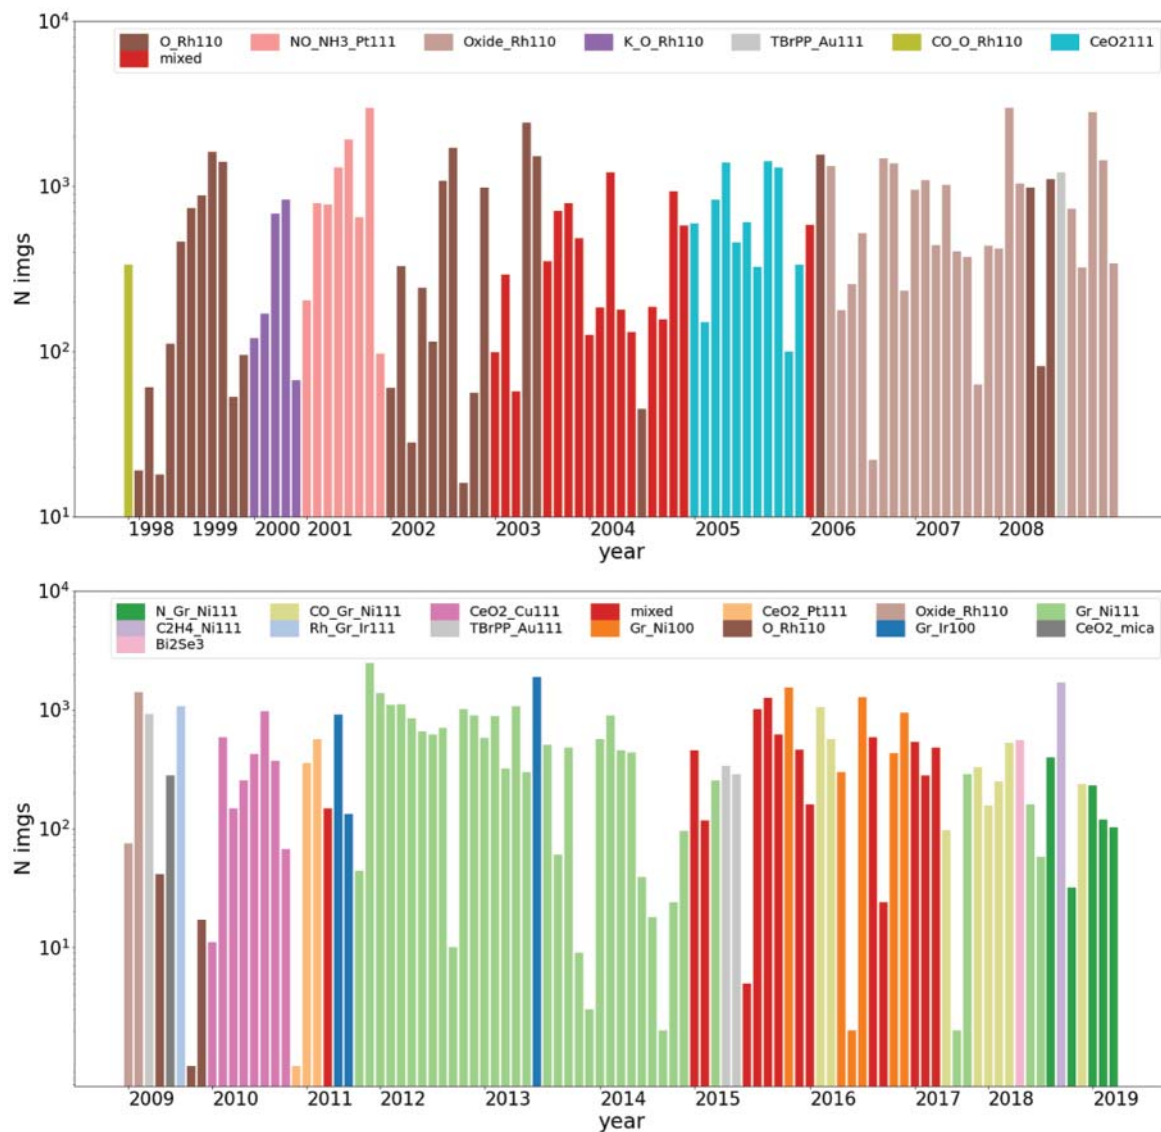 10⁴
O_Rh110 NO_NH3_Pt111 Oxide_Rh110 K_O_Rh110 TBrPP_Au111 CO_O_Rh110 CeO2111
mixed
10³
N imgs
10²
10¹
1998 1999 2000 2001 2002 2003 2004 2005 2006 2007 2008
year
10⁴
N_Gr_Ni111 CO_Gr_Ni111 CeO2_Cu111 mixed CeO2_Pt111 Oxide_Rh110 Gr_Ni111
C2H4_Ni111 Rh_Gr_Ir111 TBrPP_Au111 Gr_Ni100 O_Rh110 Gr_Ir100 CeO2_mica
Bi2Se3
10³
N imgs
10²
10¹
2009 2010 2011 2012 2013 2014 2015 2016 2017 2018 2019
year